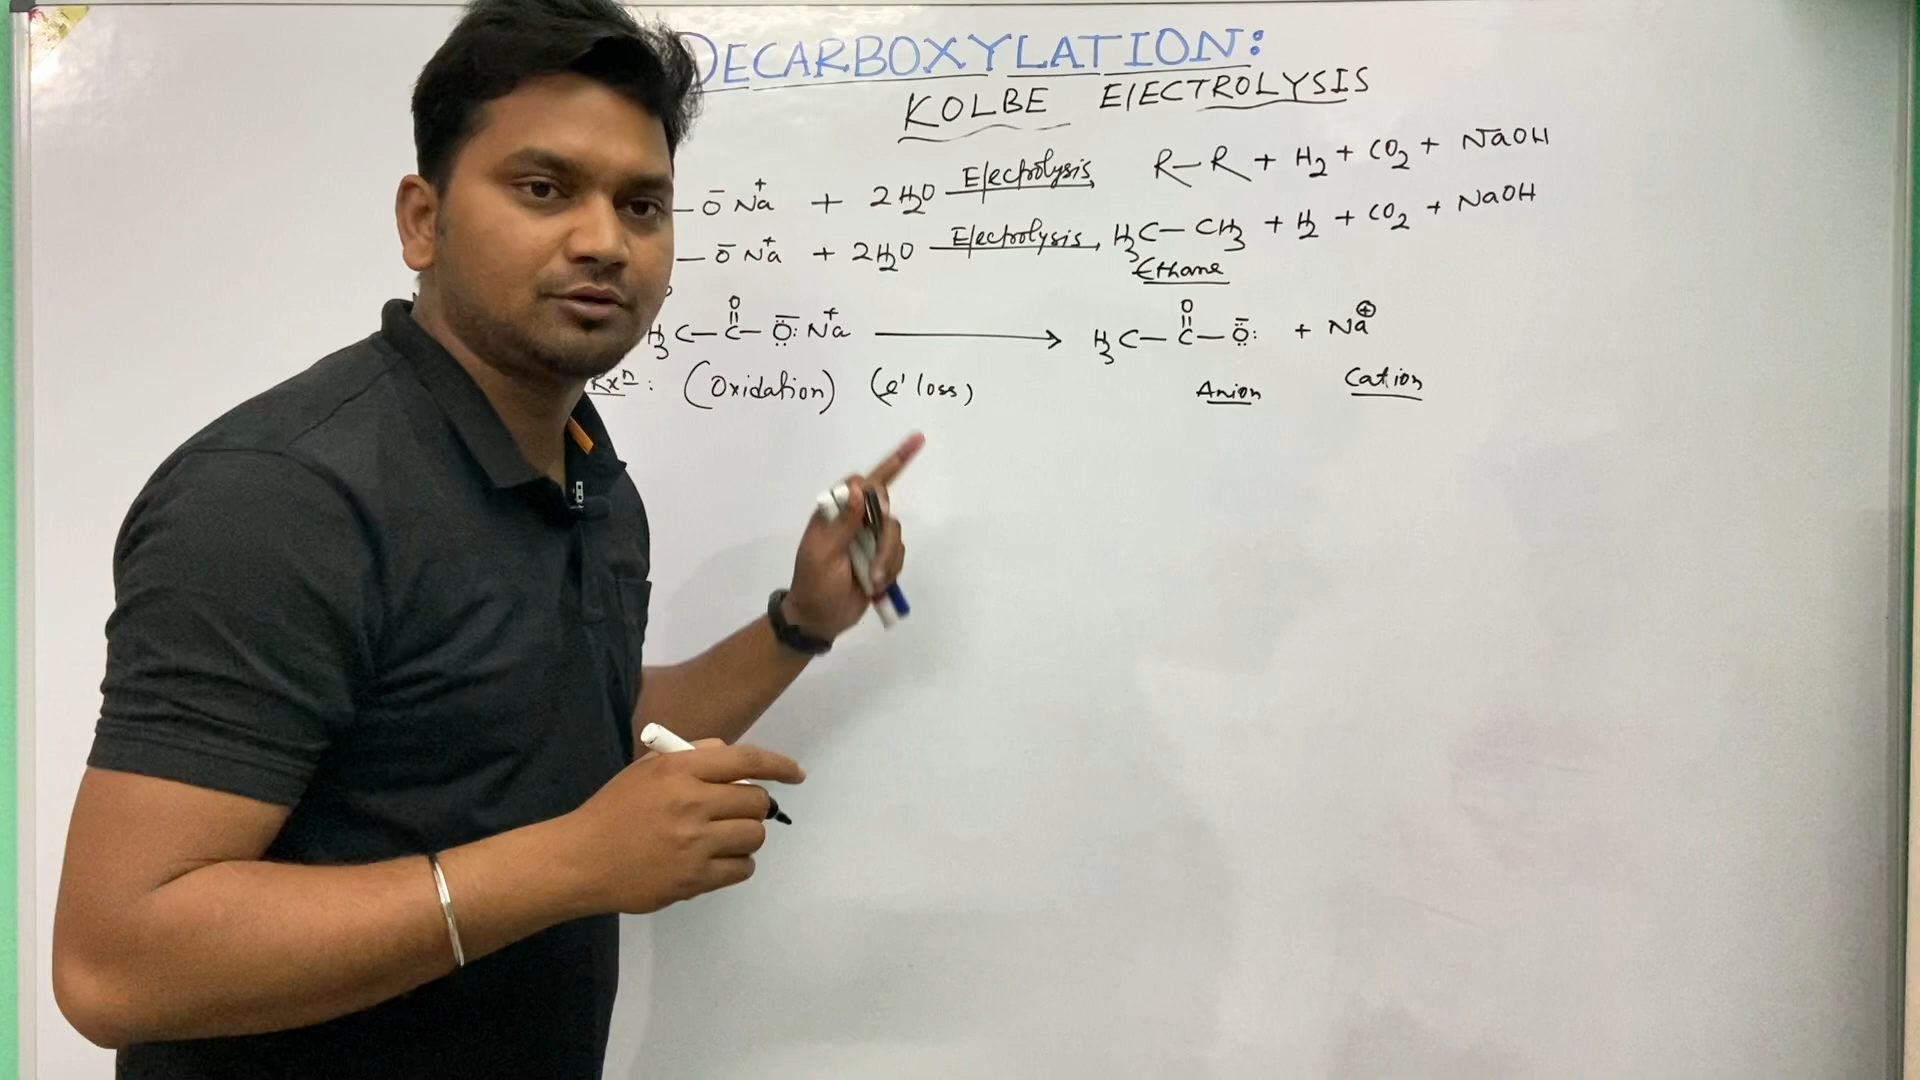 DECARBOXYLATION:
KOLBE ElECTROLYSIS
– Ō Na⁺ + 2H₂O Electrolysis R–R + H₂ + CO₂ + NaOH
– Ō Na⁺ + 2H₂O Electrolysis, H₃C–CH₃ + H₂ + CO₂ + NaOH
Ethane
O O
H₃C–C–Ō: Na⁺ ⟶ H₃C–C–Ō: + Na⊕
Rxⁿ: (Oxidation) (e' loss) Anion Cation